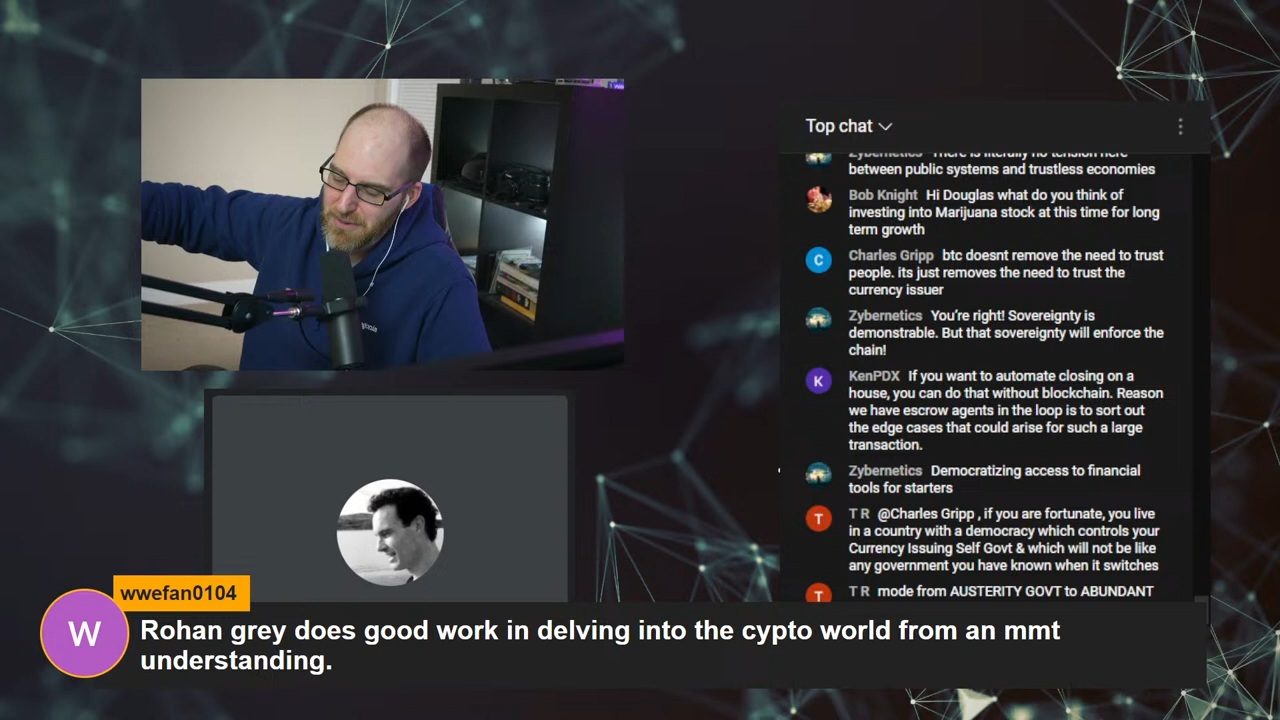 Top chat
Zybernetics There is literally no tension here
between public systems and trustless economies
Bob Knight Hi Douglas what do you think of
investing into Marijuana stock at this time for long
term growth
C
Charles Gripp btc doesnt remove the need to trust
people. its just removes the need to trust the
currency issuer
Zybernetics You're right! Sovereignty is
demonstrable. But that sovereignty will enforce the
chain!
K
KenPDX If you want to automate closing on a
house, you can do that without blockchain. Reason
we have escrow agents in the loop is to sort out
the edge cases that could arise for such a large
transaction.
Zybernetics Democratizing access to financial
tools for starters
T
T R @Charles Gripp , if you are fortunate, you live
in a country with a democracy which controls your
Currency Issuing Self Govt & which will not be like
any government you have known when it switches
T
T R mode from AUSTERITY GOVT to ABUNDANT
wwefan0104
W
Rohan grey does good work in delving into the cypto world from an mmt
understanding.